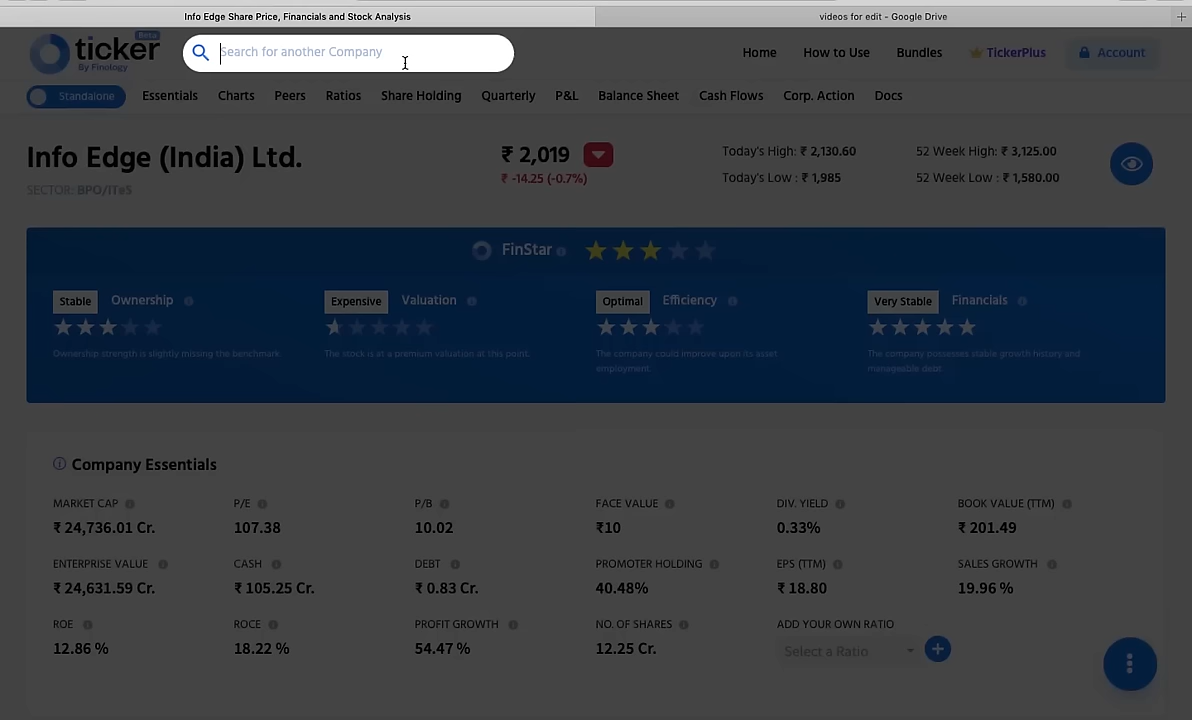 Info Edge Share Price, Financials and Stock Analysis
videos for edit - Google Drive
ticker Beta
By Finology
Search for another Company
Home How to Use Bundles TickerPlus Account
Standalone Essentials Charts Peers Ratios Share Holding Quarterly P&L Balance Sheet Cash Flows Corp. Action Docs
Info Edge (India) Ltd.
SECTOR: BPO/ITeS
₹ 2,019
₹ -14.25 (-0.7%)
Today's High: ₹ 2,130.60
Today's Low : ₹ 1,985
52 Week High: ₹ 3,125.00
52 Week Low : ₹ 1,580.00
FinStar
Stable Ownership
Ownership strength is slightly missing the benchmark.
Expensive Valuation
The stock is at a premium valuation at this point.
Optimal Efficiency
The company could improve upon its asset
employment.
Very Stable Financials
The company possesses stable growth history and
manageable debt.
Company Essentials
MARKET CAP P/E P/B FACE VALUE DIV. YIELD BOOK VALUE (TTM)
₹ 24,736.01 Cr. 107.38 10.02 ₹10 0.33% ₹ 201.49
ENTERPRISE VALUE CASH DEBT PROMOTER HOLDING EPS (TTM) SALES GROWTH
₹ 24,631.59 Cr. ₹ 105.25 Cr. ₹ 0.83 Cr. 40.48% ₹ 18.80 19.96 %
ROE ROCE PROFIT GROWTH NO. OF SHARES ADD YOUR OWN RATIO
12.86 % 18.22 % 54.47 % 12.25 Cr. Select a Ratio